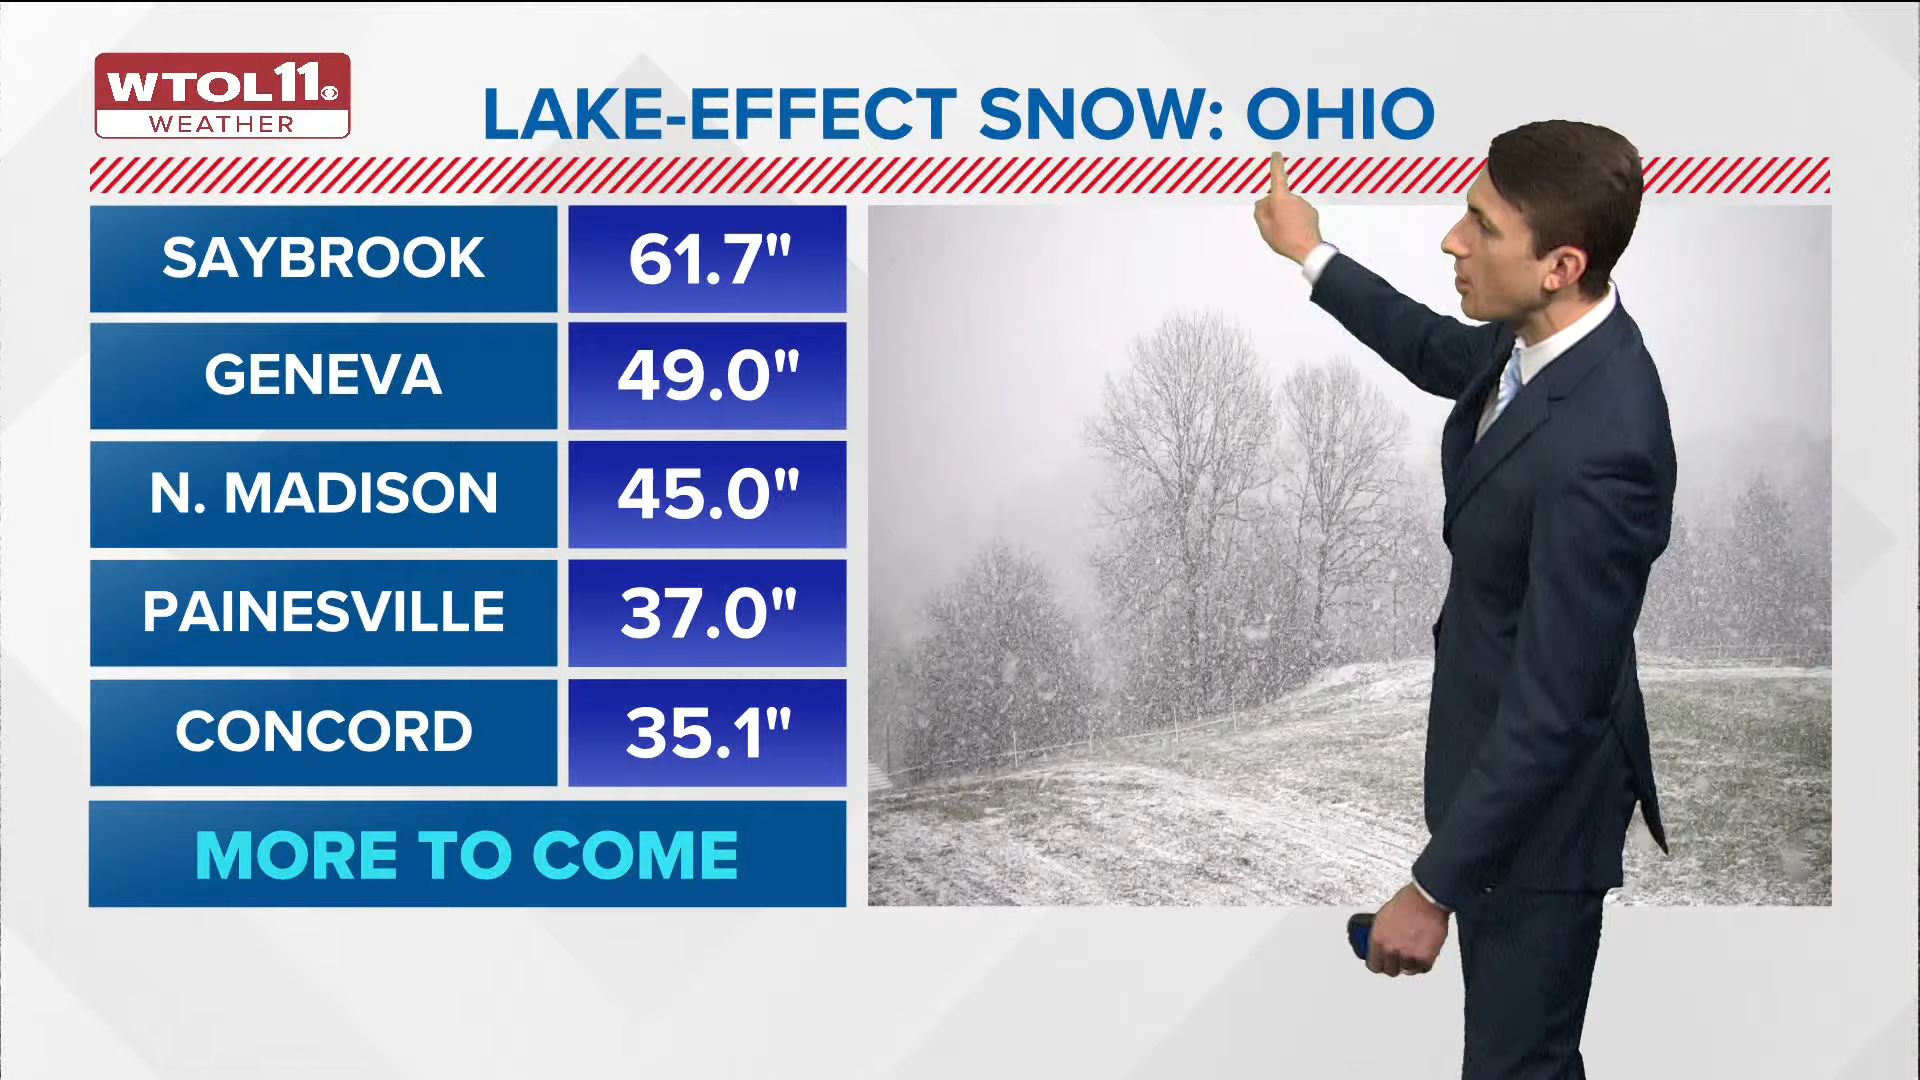 WTOL11
WEATHER
LAKE-EFFECT SNOW: OHIO
SAYBROOK 61.7"
GENEVA 49.0"
N. MADISON 45.0"
PAINESVILLE 37.0"
CONCORD 35.1"
MORE TO COME